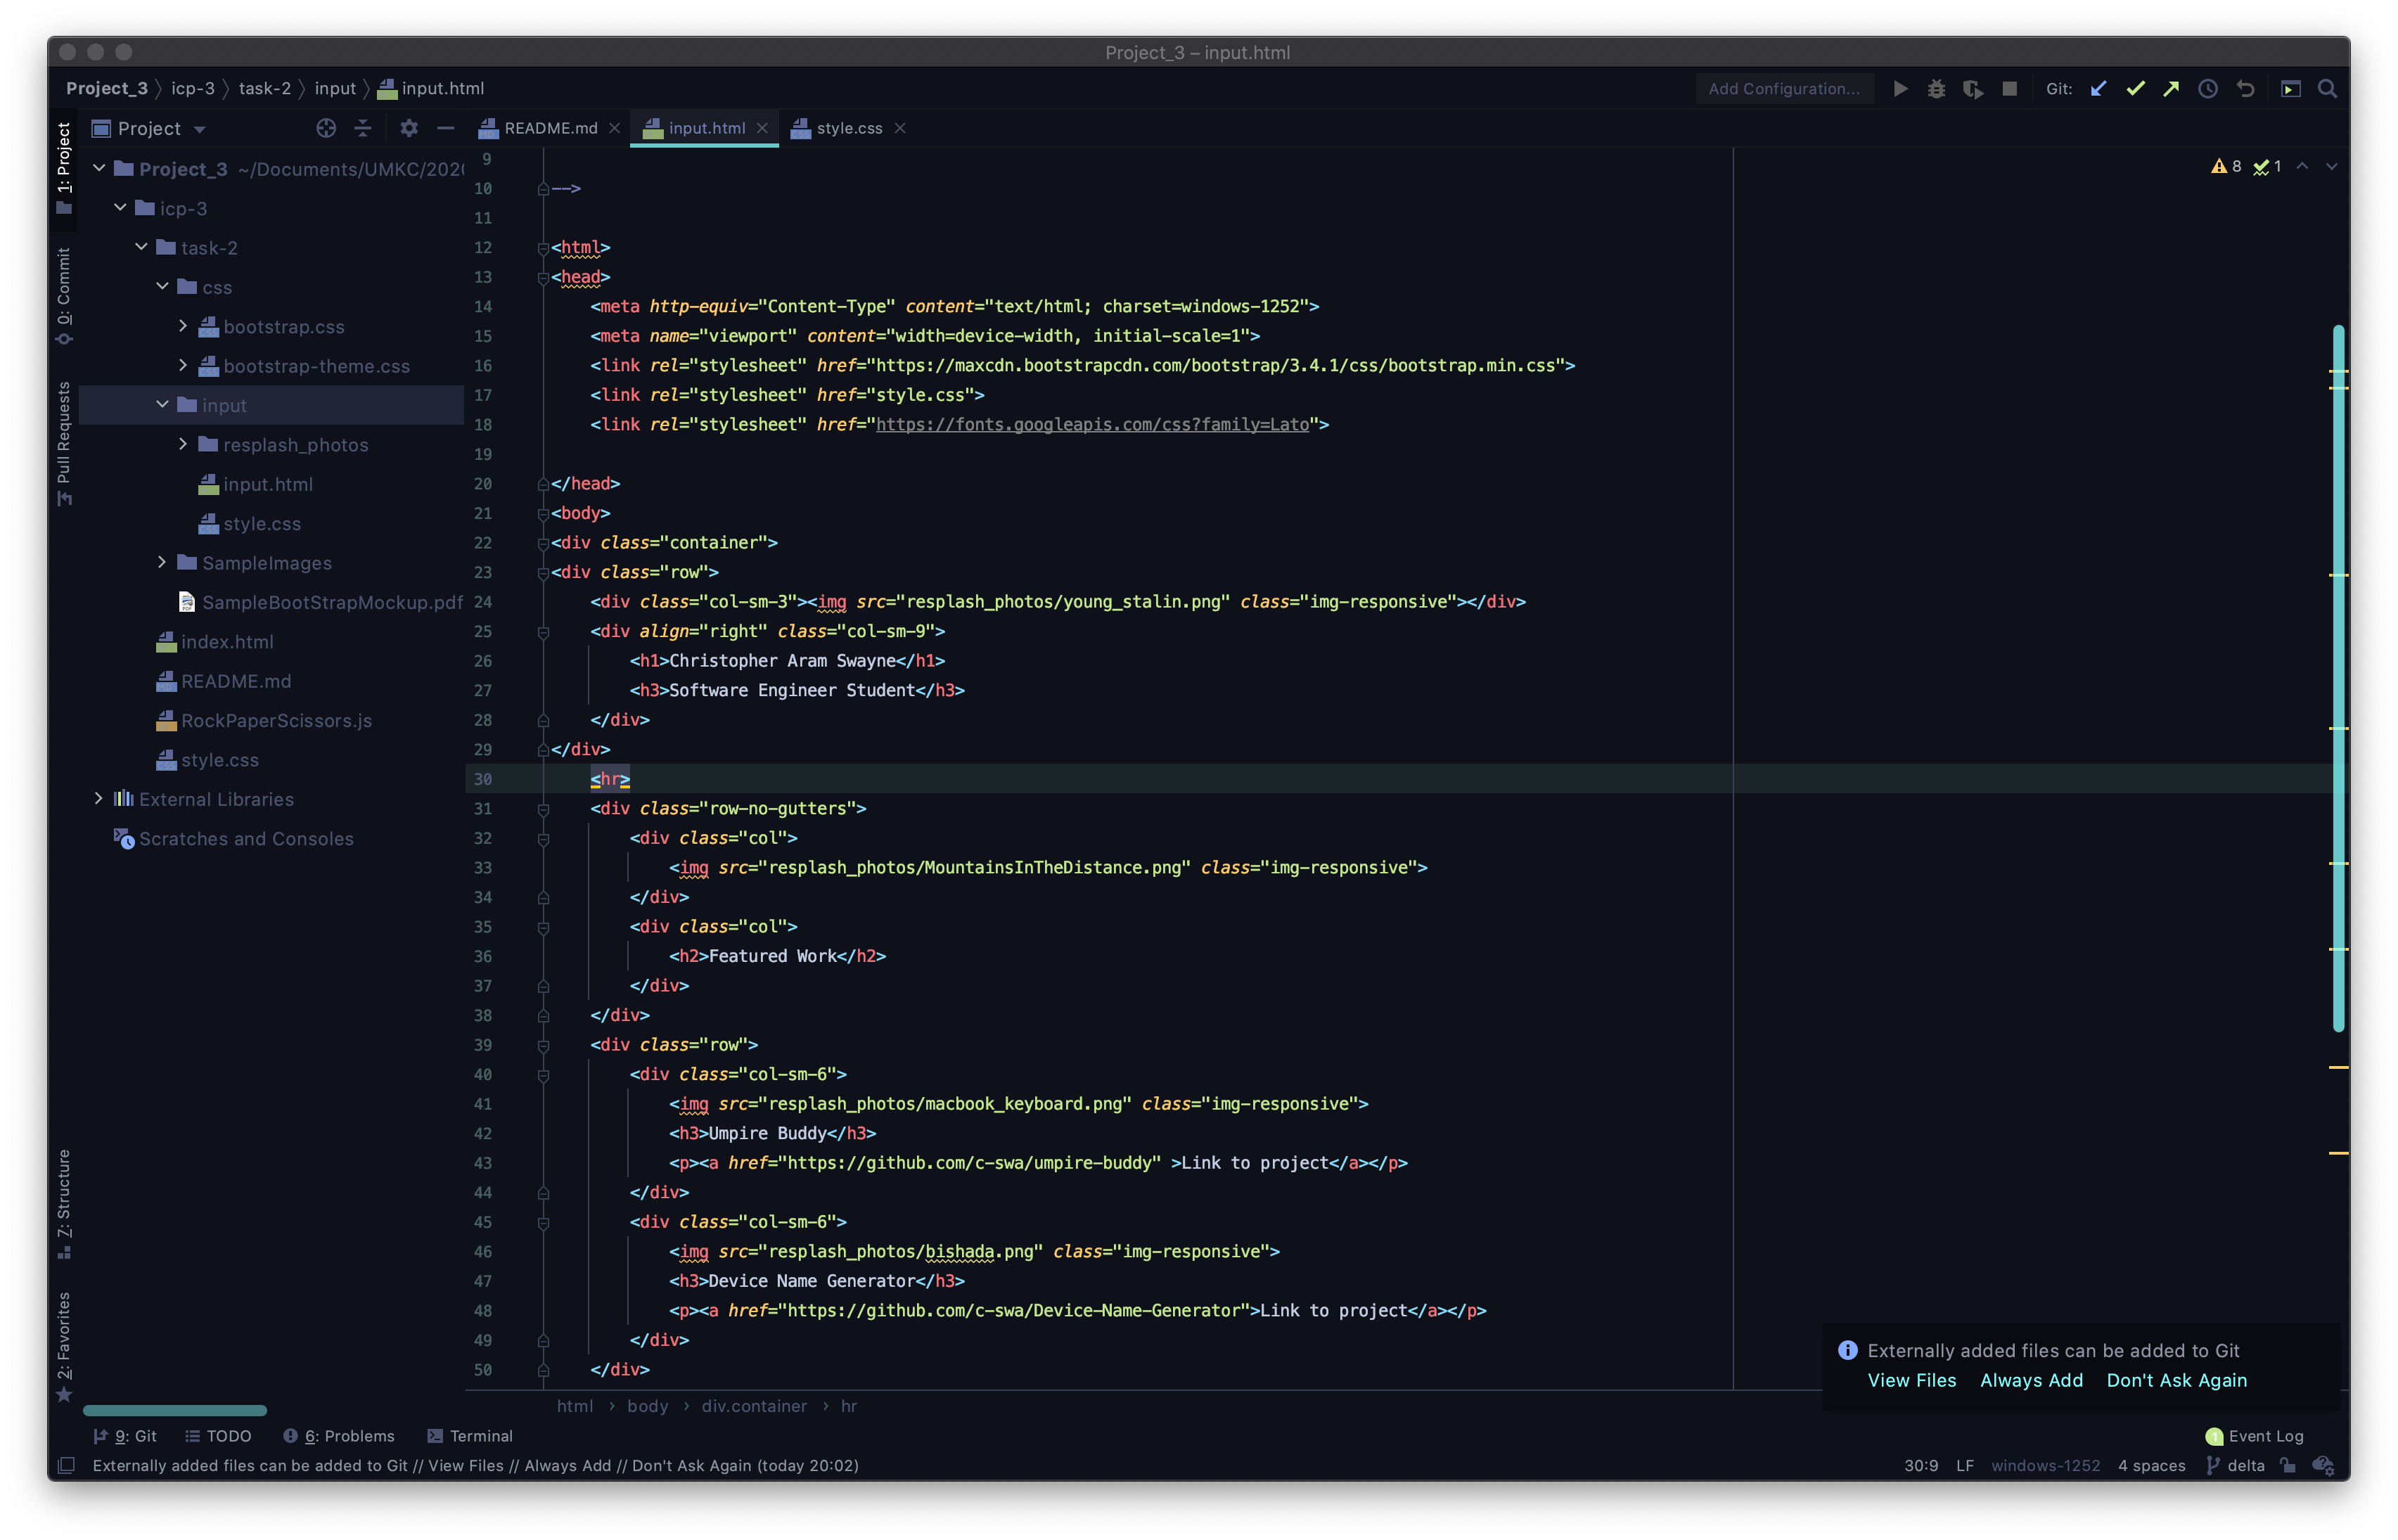 Project_3 – input.html
Project_3 〉 icp-3 〉 task-2 〉 input 〉 input.html
Add Configuration...
Git:
1: Project
0: Commit
Pull Requests
7: Structure
2: Favorites
Project
Project_3 ~/Documents/UMKC/202
icp-3
task-2
css
bootstrap.css
bootstrap-theme.css
input
resplash_photos
input.html
style.css
SampleImages
SampleBootStrapMockup.pdf
index.html
README.md
RockPaperScissors.js
style.css
External Libraries
Scratches and Consoles
README.md
input.html
style.css
8 1
9
10 -->
11
12 <html>
13 <head>
14 <meta http-equiv="Content-Type" content="text/html; charset=windows-1252">
15 <meta name="viewport" content="width=device-width, initial-scale=1">
16 <link rel="stylesheet" href="https://maxcdn.bootstrapcdn.com/bootstrap/3.4.1/css/bootstrap.min.css">
17 <link rel="stylesheet" href="style.css">
18 <link rel="stylesheet" href="https://fonts.googleapis.com/css?family=Lato">
19
20 </head>
21 <body>
22 <div class="container">
23 <div class="row">
24 <div class="col-sm-3"><img src="resplash_photos/young_stalin.png" class="img-responsive"></div>
25 <div align="right" class="col-sm-9">
26 <h1>Christopher Aram Swayne</h1>
27 <h3>Software Engineer Student</h3>
28 </div>
29 </div>
30 <hr>
31 <div class="row-no-gutters">
32 <div class="col">
33 <img src="resplash_photos/MountainsInTheDistance.png" class="img-responsive">
34 </div>
35 <div class="col">
36 <h2>Featured Work</h2>
37 </div>
38 </div>
39 <div class="row">
40 <div class="col-sm-6">
41 <img src="resplash_photos/macbook_keyboard.png" class="img-responsive">
42 <h3>Umpire Buddy</h3>
43 <p><a href="https://github.com/c-swa/umpire-buddy" >Link to project</a></p>
44 </div>
45 <div class="col-sm-6">
46 <img src="resplash_photos/bishada.png" class="img-responsive">
47 <h3>Device Name Generator</h3>
48 <p><a href="https://github.com/c-swa/Device-Name-Generator">Link to project</a></p>
49 </div>
50 </div>
Externally added files can be added to Git
View Files Always Add Don't Ask Again
html › body › div.container › hr
9: Git TODO 6: Problems Terminal
1 Event Log
Externally added files can be added to Git // View Files // Always Add // Don't Ask Again (today 20:02)
30:9 LF windows-1252 4 spaces delta